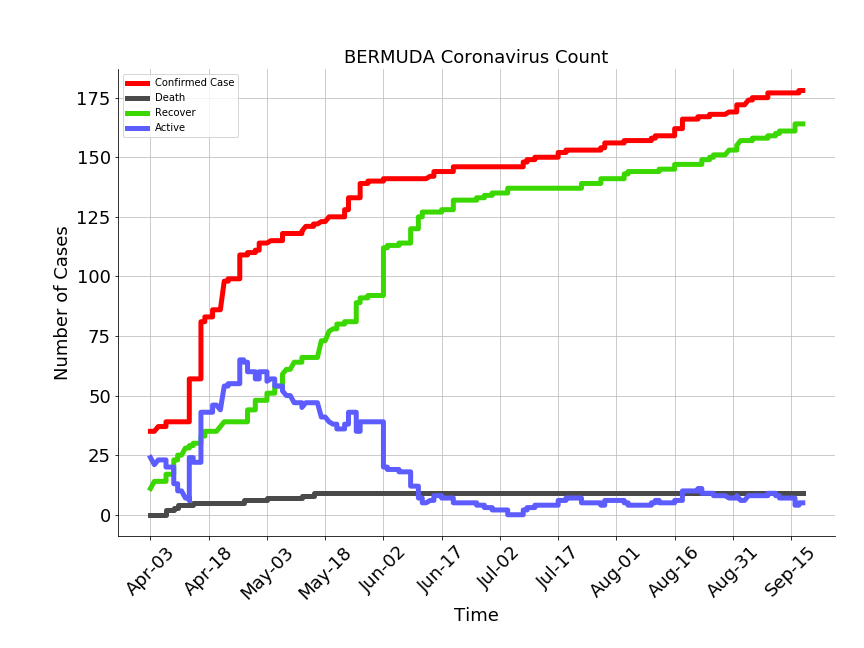 BERMUDA Coronavirus Count
Confirmed Case
Death
Recover
Active
175
150
125
100
75
50
25
0
Number of Cases
Apr-03
Apr-18
May-03
May-18
Jun-02
Jun-17
Jul-02
Jul-17
Aug-01
Aug-16
Aug-31
Sep-15
Time